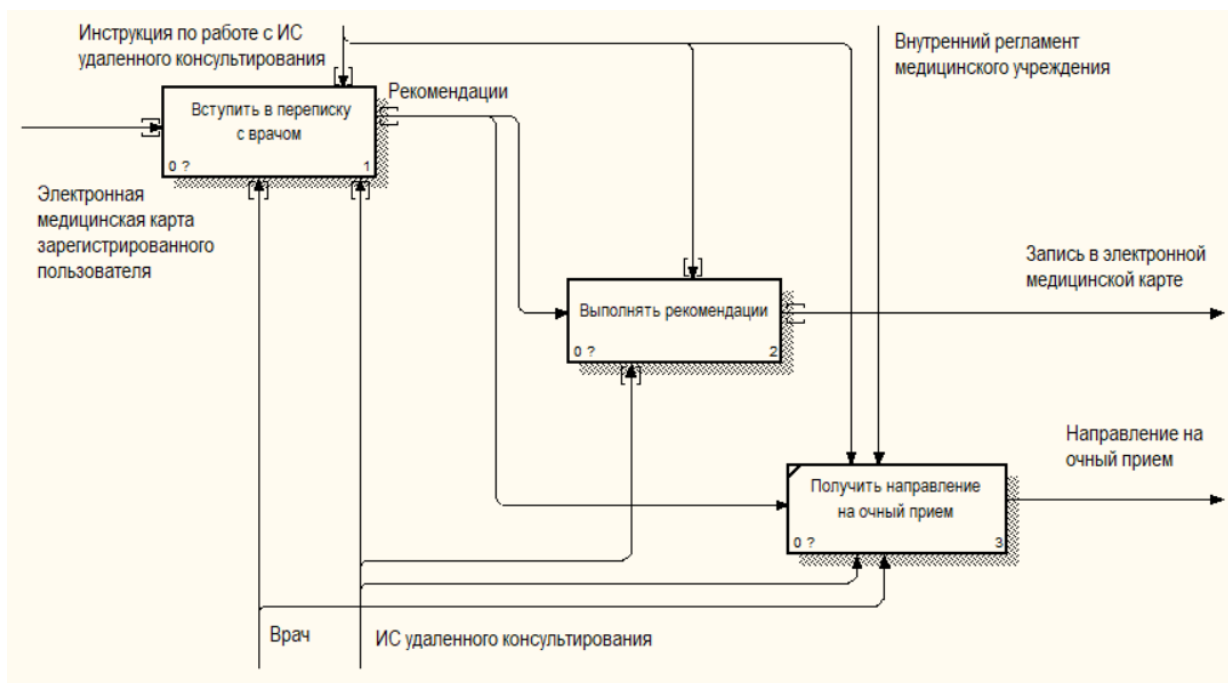 Инструкция по работе с ИС
удаленного консультирования
Внутренний регламент
медицинского учреждения
Рекомендации
Вступить в переписку
с врачом
0 ?
1
Электронная
медицинская карта
зарегистрированного
пользователя
Запись в электронной
медицинской карте
Выполнять рекомендации
0 ?
2
Направление на
очный прием
Получить направление
на очный прием
0 ?
3
Врач
ИС удаленного консультирования